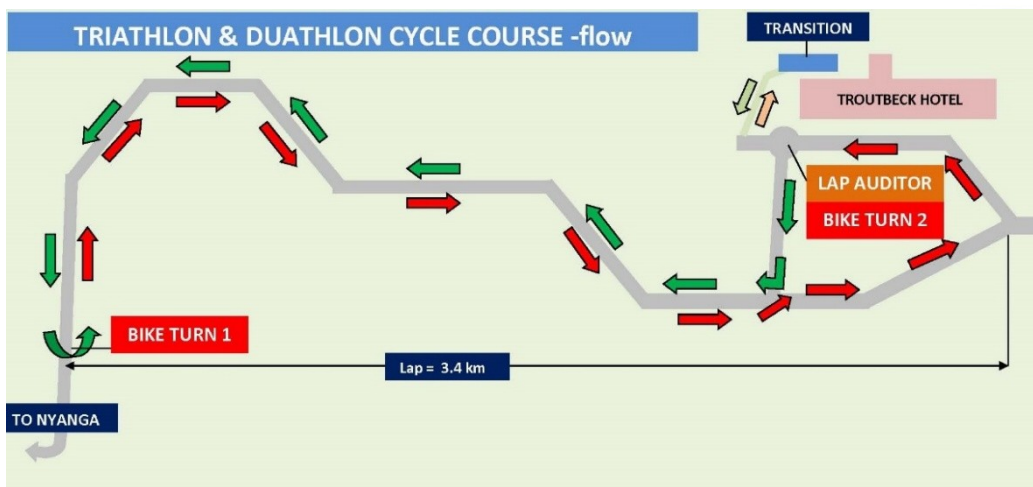 TRIATHLON & DUATHLON CYCLE COURSE -flow
TRANSITION
TROUTBECK HOTEL
LAP AUDITOR
BIKE TURN 2
BIKE TURN 1
Lap = 3.4 km
TO NYANGA